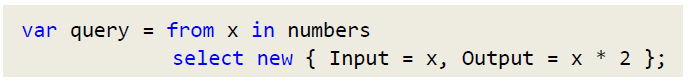 var query = from x in numbers
select new { Input = x, Output = x * 2 };